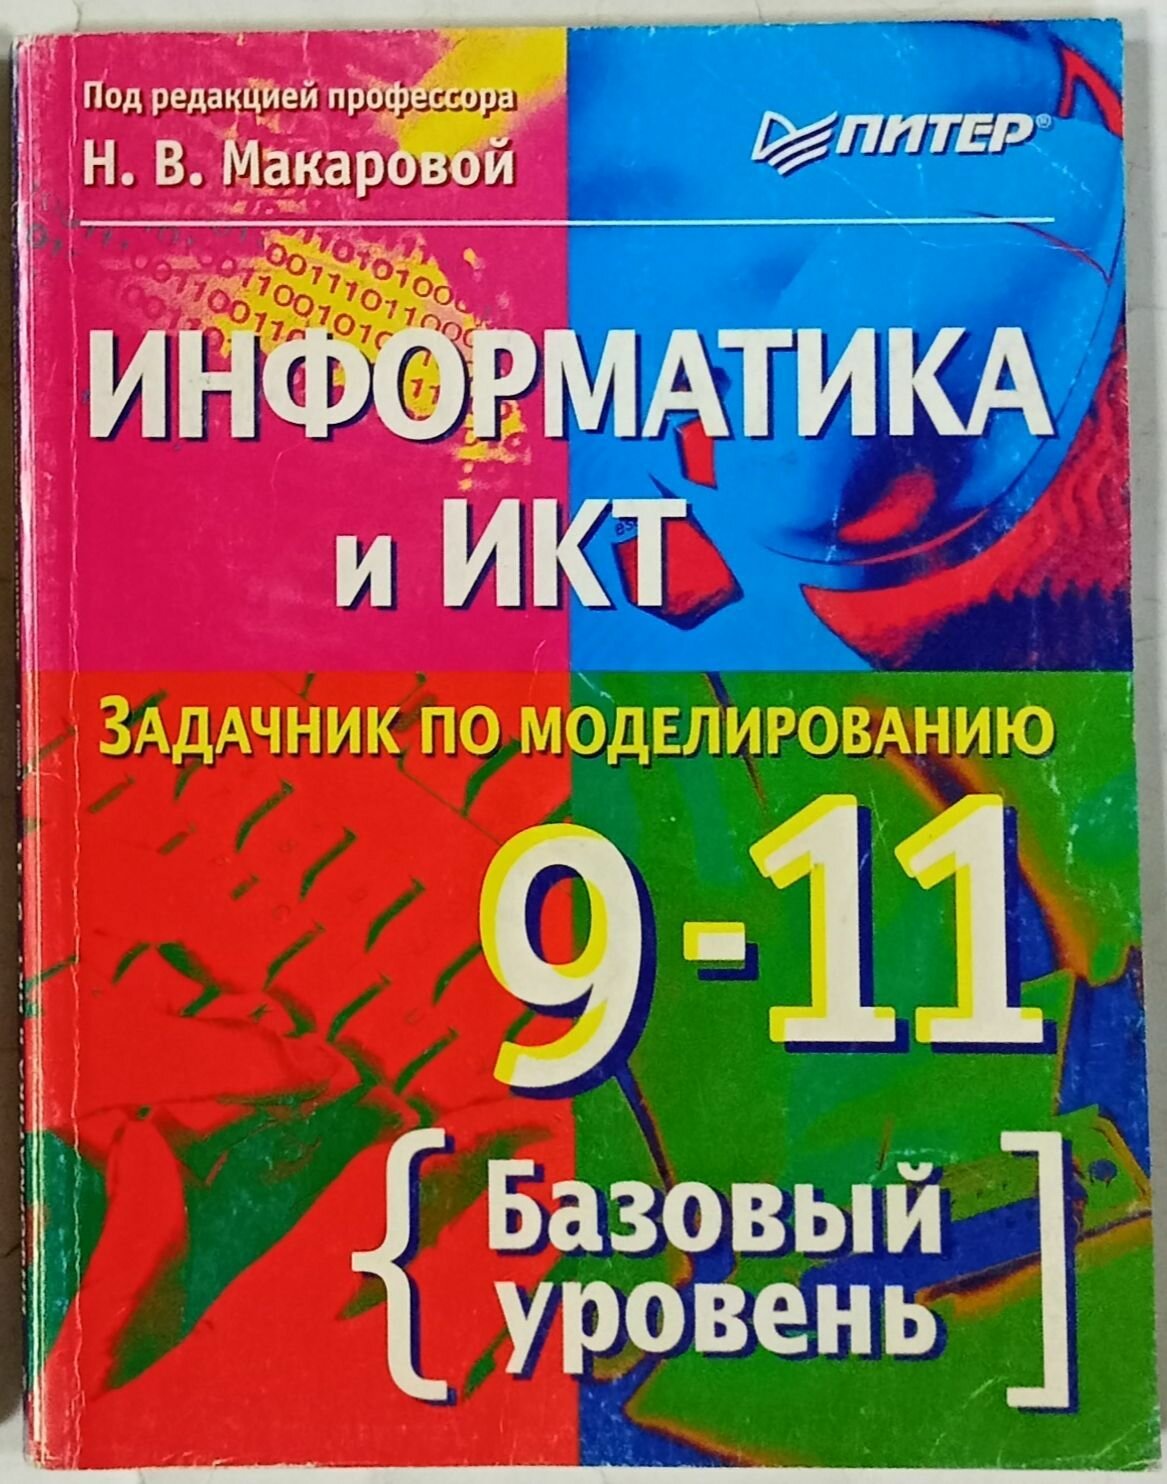 Под редакцией профессора
Н. В. Макаровой
ПИТЕР®
ИНФОРМАТИКА
и ИКТ
ЗАДАЧНИК ПО МОДЕЛИРОВАНИЮ
9-11
{Базовый
уровень]